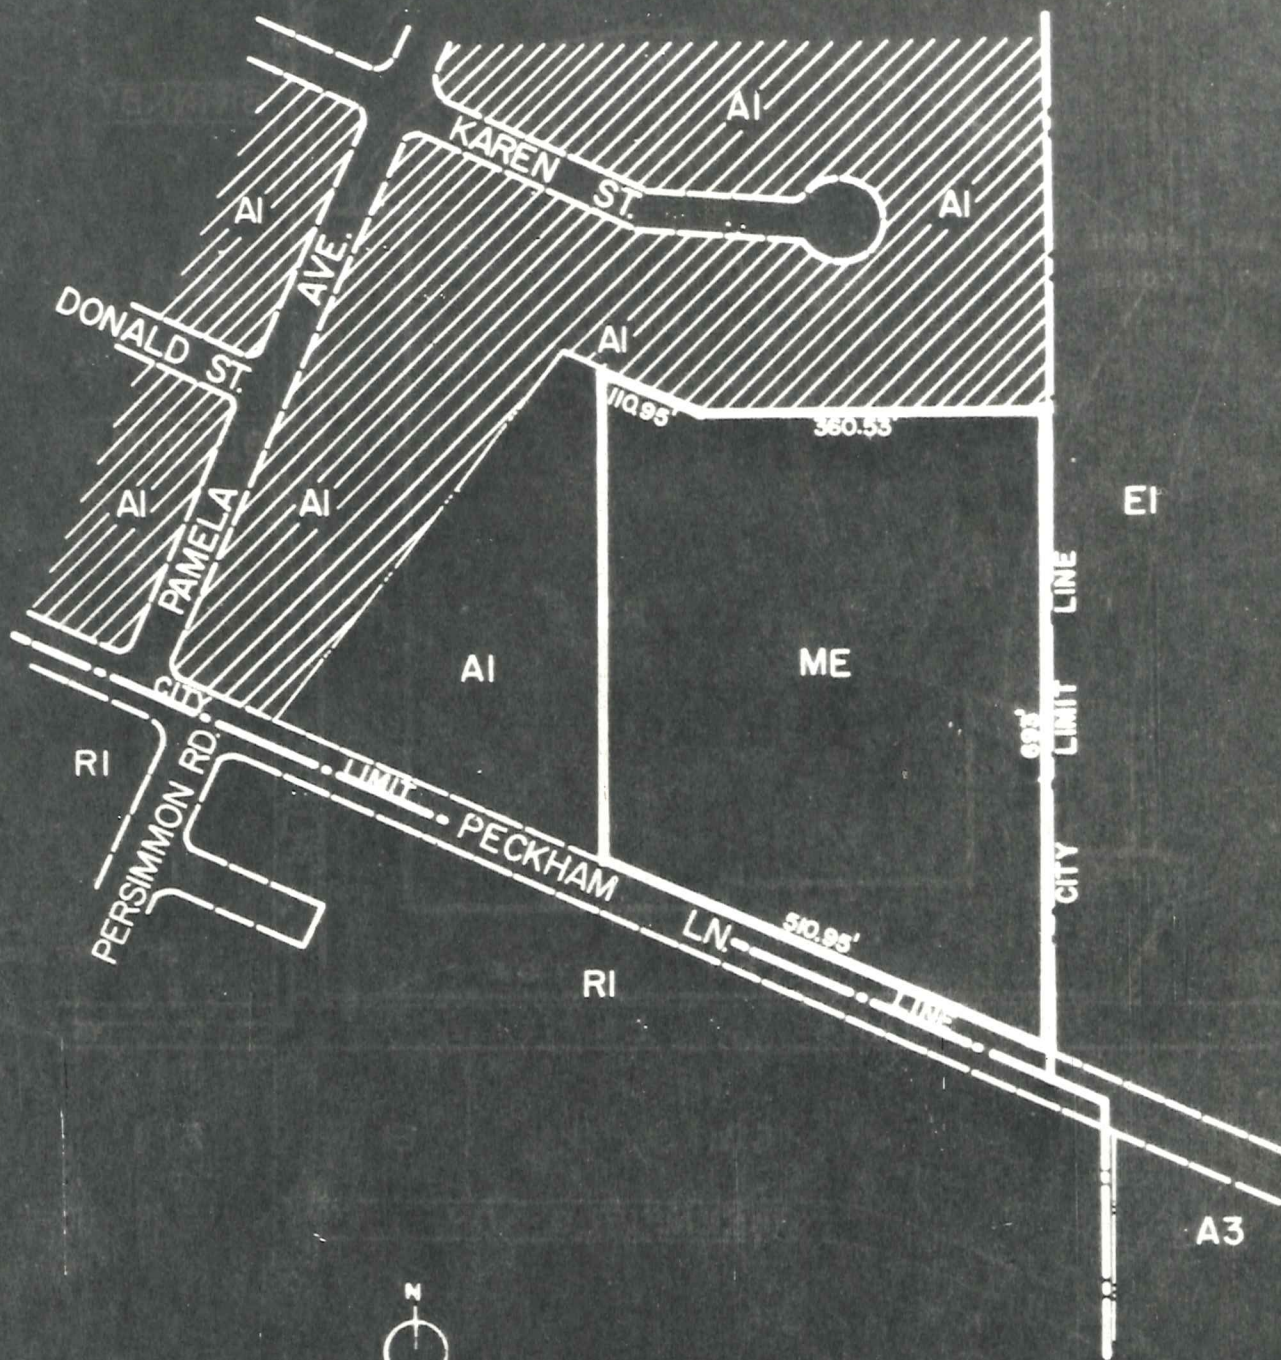 A1
KAREN ST.
A1
A1
AVE.
DONALD ST.
A1
110.95'
360.53'
A1
A1
PAMELA
E1
LINE
A1
ME
LIMIT
CITY
R1
PERSIMMON RD.
LIMIT
PECKHAM LN.
CITY
510.95'
R1
LINE
A3
N